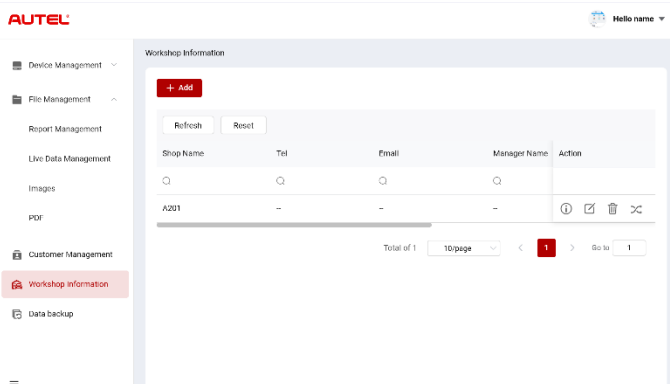 AUTEL
Hello name
Device Management
File Management
Report Management
Live Data Management
Images
PDF
Customer Management
Workshop Information
Data backup
Workshop Information
+ Add
Refresh Reset
Shop Name Tel Email Manager Name Action
A201 -- -- --
Total of 1 10/page < 1 > Go to 1